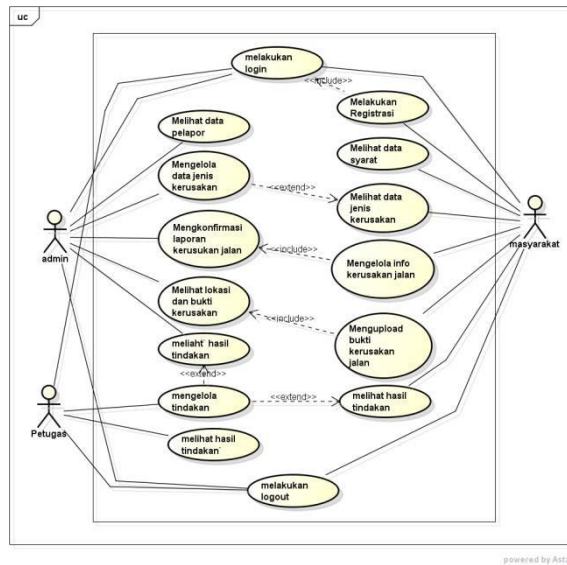 uc
melakukan
login
<<include>>
Melakukan
Registrasi
Melihat data
pelapor
Melihat data
syarat
Mengelola
data jenis
kerusakan
<<extend>>
Melihat data
jenis
kerusakan
admin
masyarakat
Mengkonfirmasi
laporan
kerusukan jalan
<<include>>
Mengelola info
kerusakan jalan
Melihat lokasi
dan bukti
kerusakan
<<include>>
Mengupload
bukti
kerusakan
jalan
meliaht` hasil
tindakan
<<extend>>
mengelola
tindakan
<<extend>>
melihat hasil
tindakan
Petugas
melihat hasil
tindakan`
melakukan
logout
powered by Asta